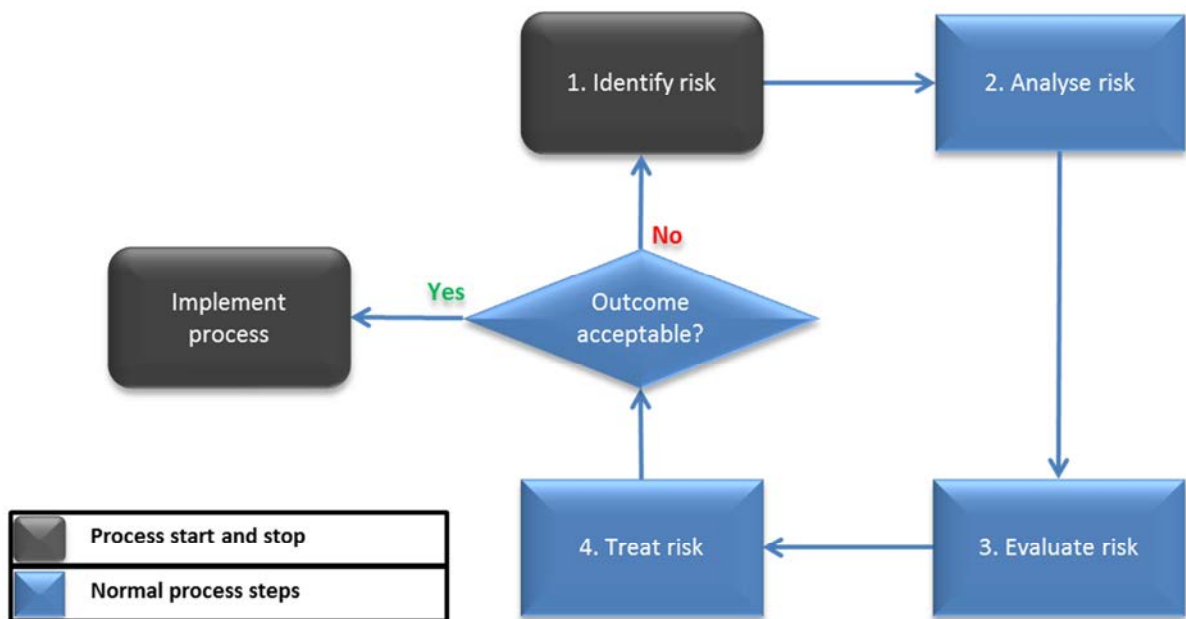 1. Identify risk
2. Analyse risk
No
Yes
Implement
process
Outcome
acceptable?
4. Treat risk
3. Evaluate risk
Process start and stop
Normal process steps